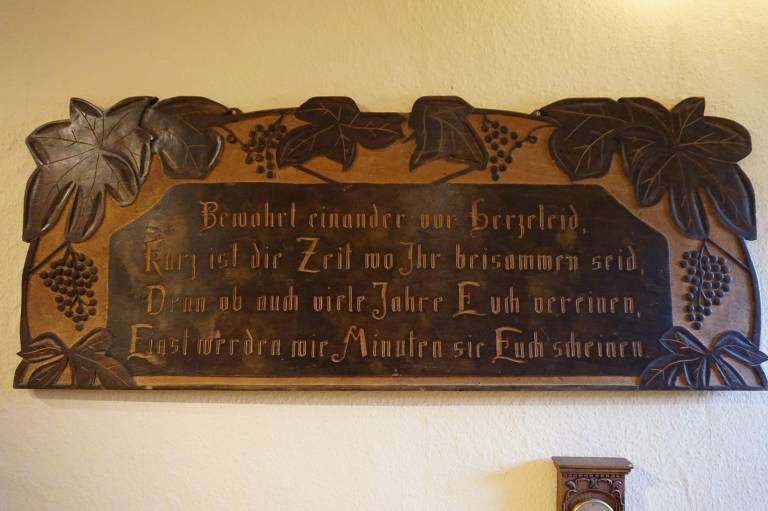 Bewahrt einander vor Herzeleid,
Kurz ist die Zeit wo Ihr beisammen seid,
Denn ob auch viele Jahre Euch vereinen,
Einst werden wie Minuten sie Euch scheinen.